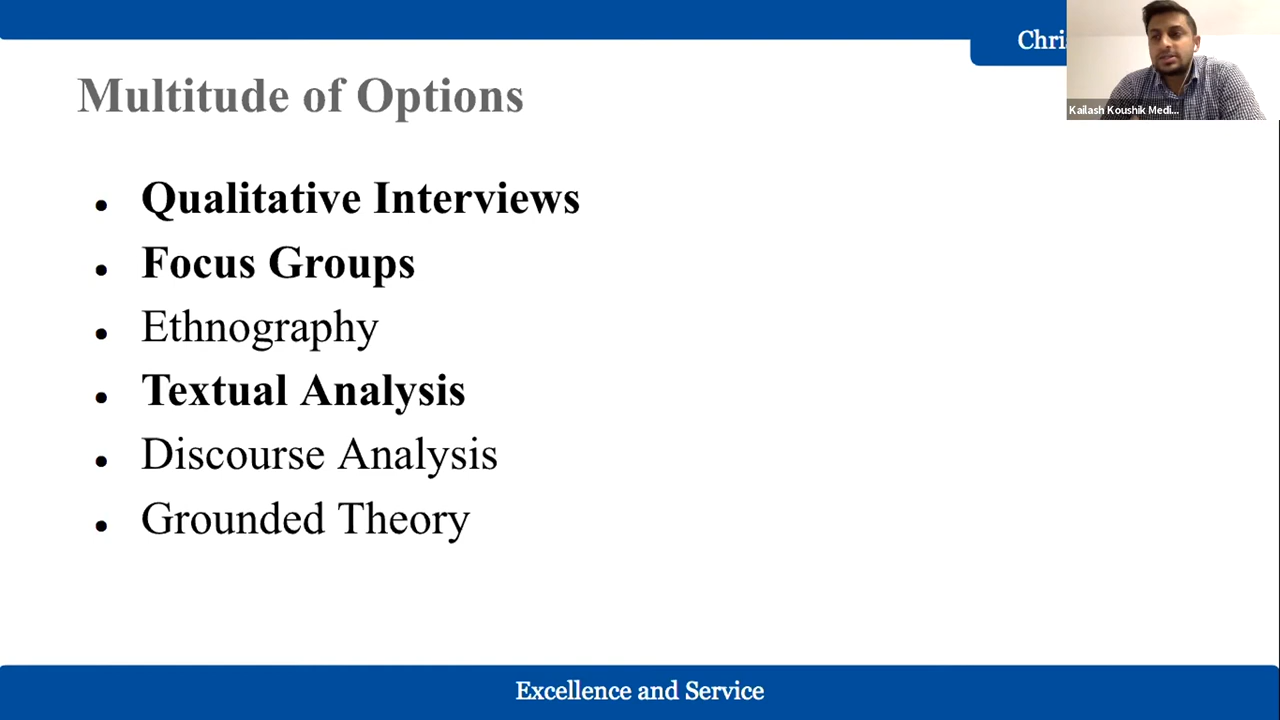 Chris
Kailash Koushik Medi...
Multitude of Options
Qualitative Interviews
Focus Groups
Ethnography
Textual Analysis
Discourse Analysis
Grounded Theory
Excellence and Service